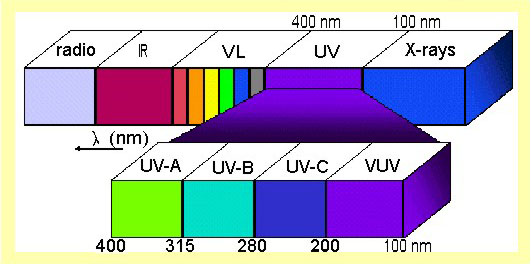 400 nm 100 nm
radio IR VL UV X-rays
λ (nm)
UV-A UV-B UV-C VUV
400 315 280 200 100 nm